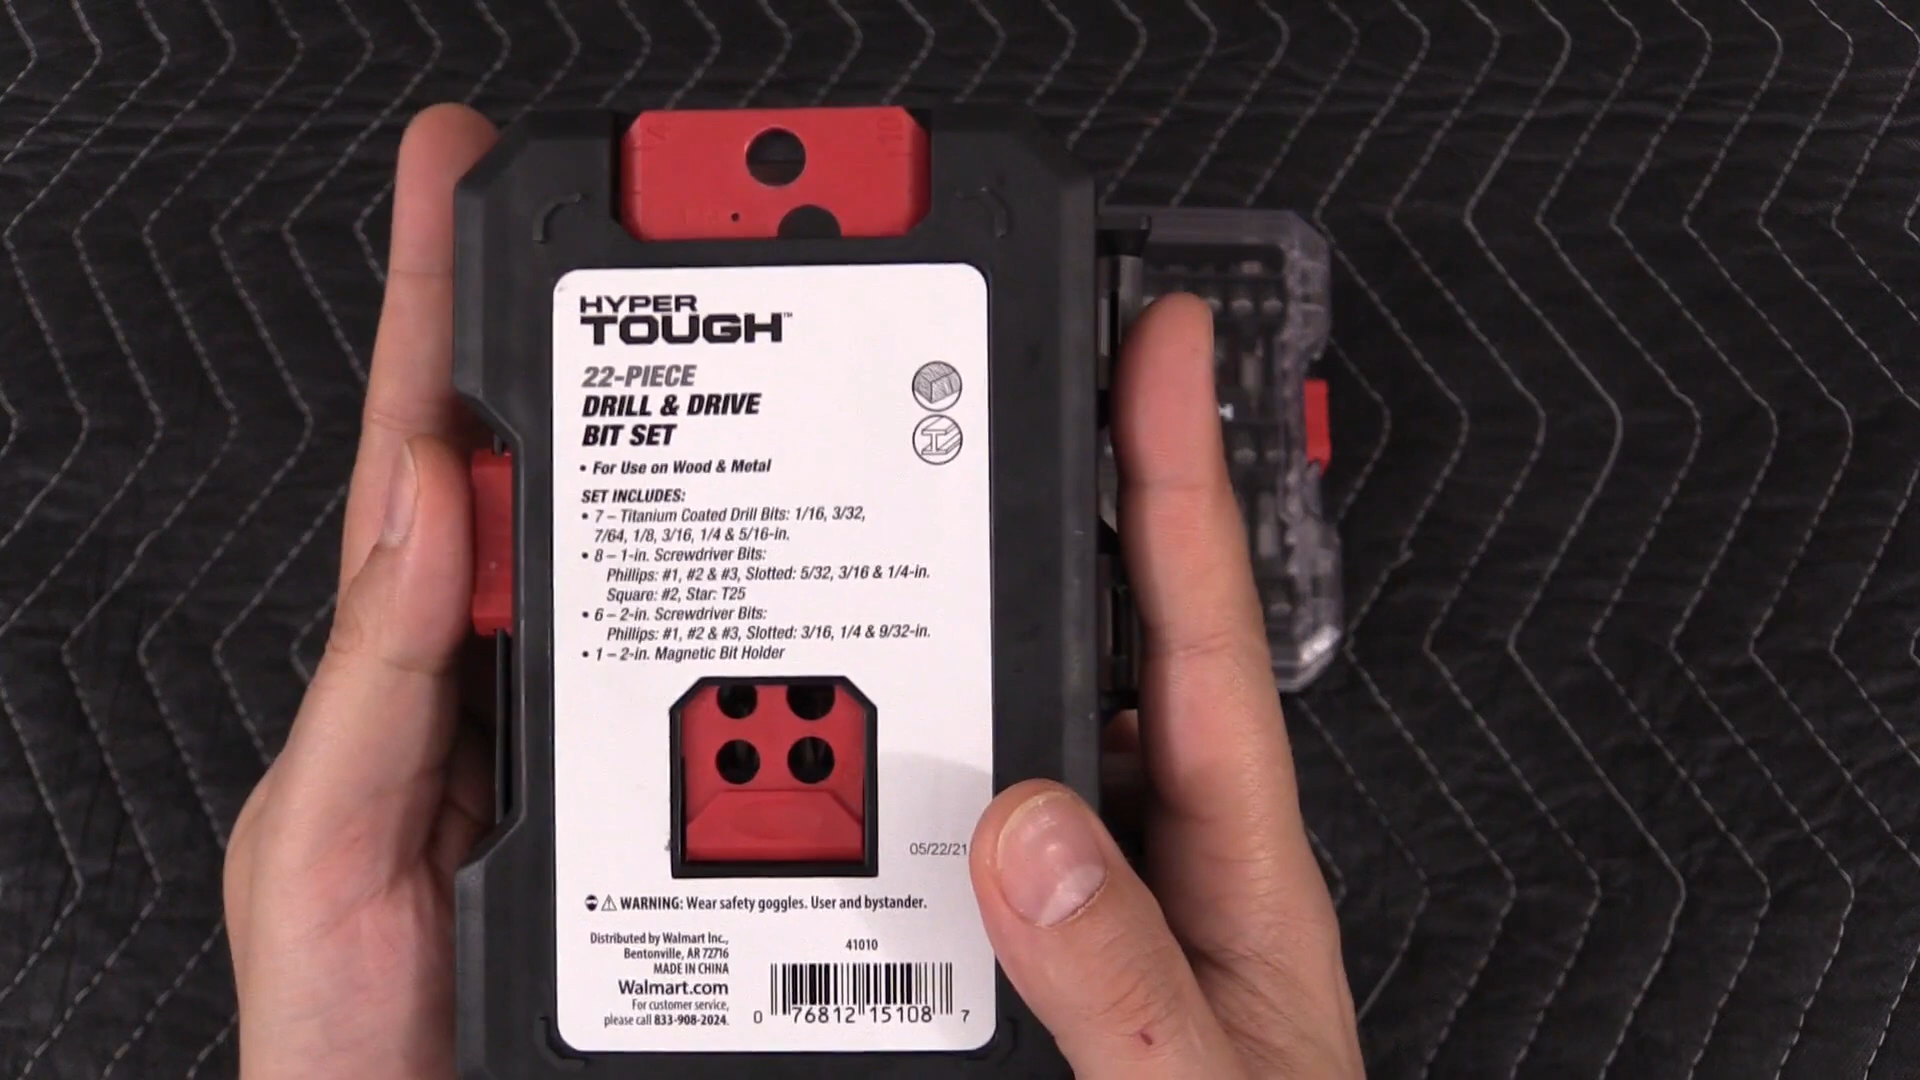 HYPER
TOUGH™
22-PIECE
DRILL & DRIVE
BIT SET
• For Use on Wood & Metal
SET INCLUDES:
• 7 – Titanium Coated Drill Bits: 1/16, 3/32,
7/64, 1/8, 3/16, 1/4 & 5/16-in.
• 8 – 1-in. Screwdriver Bits:
Phillips: #1, #2 & #3, Slotted: 5/32, 3/16 & 1/4-in.
Square: #2, Star: T25
• 6 – 2-in. Screwdriver Bits:
Phillips: #1, #2 & #3, Slotted: 3/16, 1/4 & 9/32-in.
• 1 – 2-in. Magnetic Bit Holder
05/22/21
WARNING: Wear safety goggles. User and bystander.
Distributed by Walmart Inc.,
Bentonville, AR 72716
MADE IN CHINA
Walmart.com
For customer service,
please call 833-908-2024.
41010
0 76812 15108 7